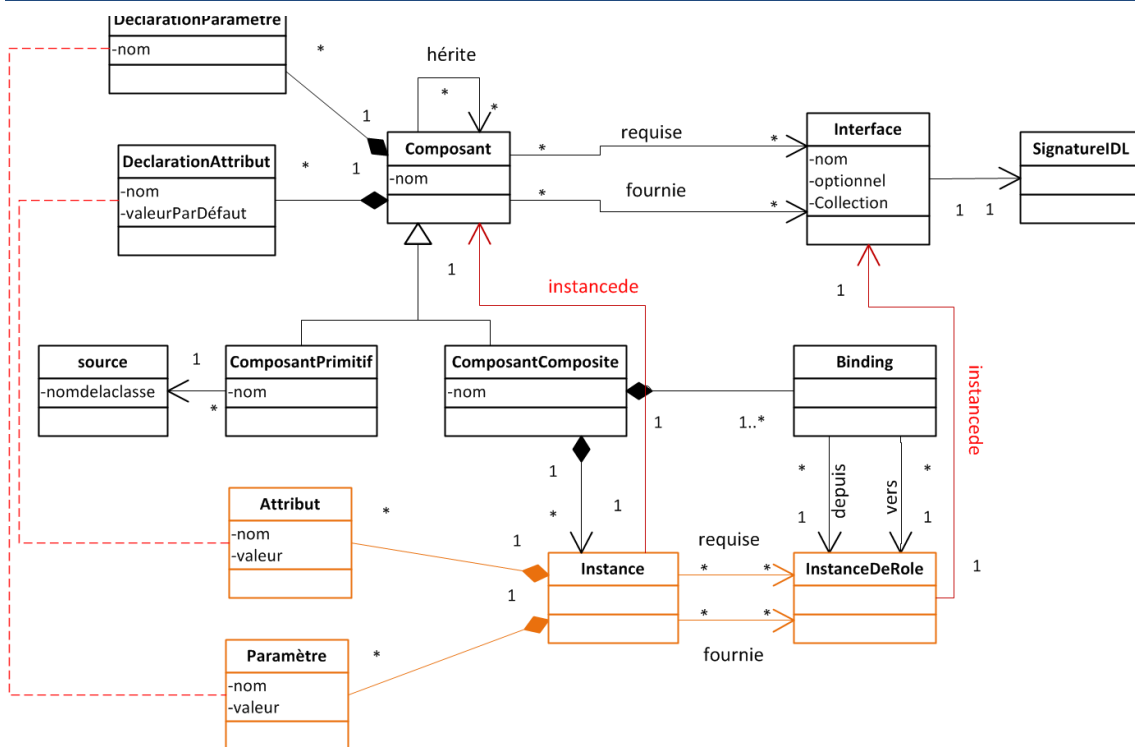 DeclarationParametre
-nom
*
hérite
*
*
1
Composant
-nom
requise
*
*
fournie
*
*
Interface
-nom
-optionnel
-Collection
1
1
SignatureIDL
DeclarationAttribut
-nom
-valeurParDéfaut
*
1
1
instancede
1
source
-nomdelaclasse
1
*
ComposantPrimitif
-nom
ComposantComposite
-nom
1
1..*
Binding
instancede
1
*
1
*
depuis
1
vers
*
1
Attribut
-nom
-valeur
*
1
Instance
requise
*
*
*
*
fournie
InstanceDeRole
1
1
Paramètre
-nom
-valeur
*